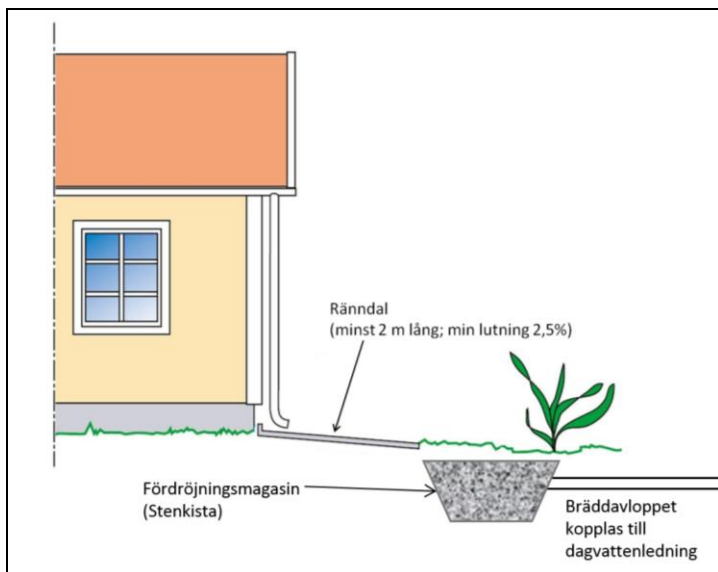 Ränndal
(minst 2 m lång; min lutning 2,5%)
Fördröjningsmagasin
(Stenkista)
Bräddavloppet
kopplas till
dagvattenledning